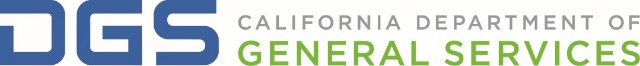 DGS CALIFORNIA DEPARTMENT OF
GENERAL SERVICES